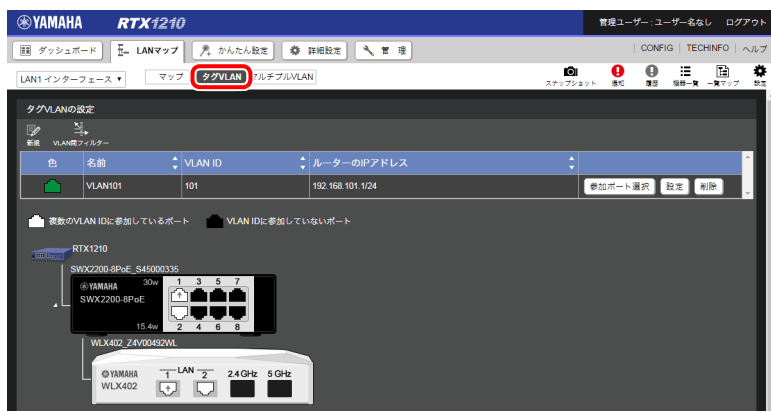 YAMAHA RTX1210 管理ユーザー : ユーザー名なし ログアウト
ダッシュボード LANマップ かんたん設定 詳細設定 管 理 CONFIG TECHINFO ヘルプ
LAN1 インターフェース ▼ マップ タグVLAN マルチプルVLAN スナップショット 通知 履歴 機器一覧 一覧マップ 設定
タグVLANの設定
新規 VLAN間フィルター
色 名前 VLAN ID ルーターのIPアドレス
VLAN101 101 192.168.101.1/24 参加ポート選択 設定 削除
複数のVLAN IDに参加しているポート VLAN IDに参加していないポート
RTX1210
SWX2200-8PoE_S45000335
YAMAHA 30w 1 3 5 7
SWX2200-8PoE
15.4w 2 4 6 8
WLX402_Z4V00492WL
YAMAHA 1 LAN 2 2.4 GHz 5 GHz
WLX402